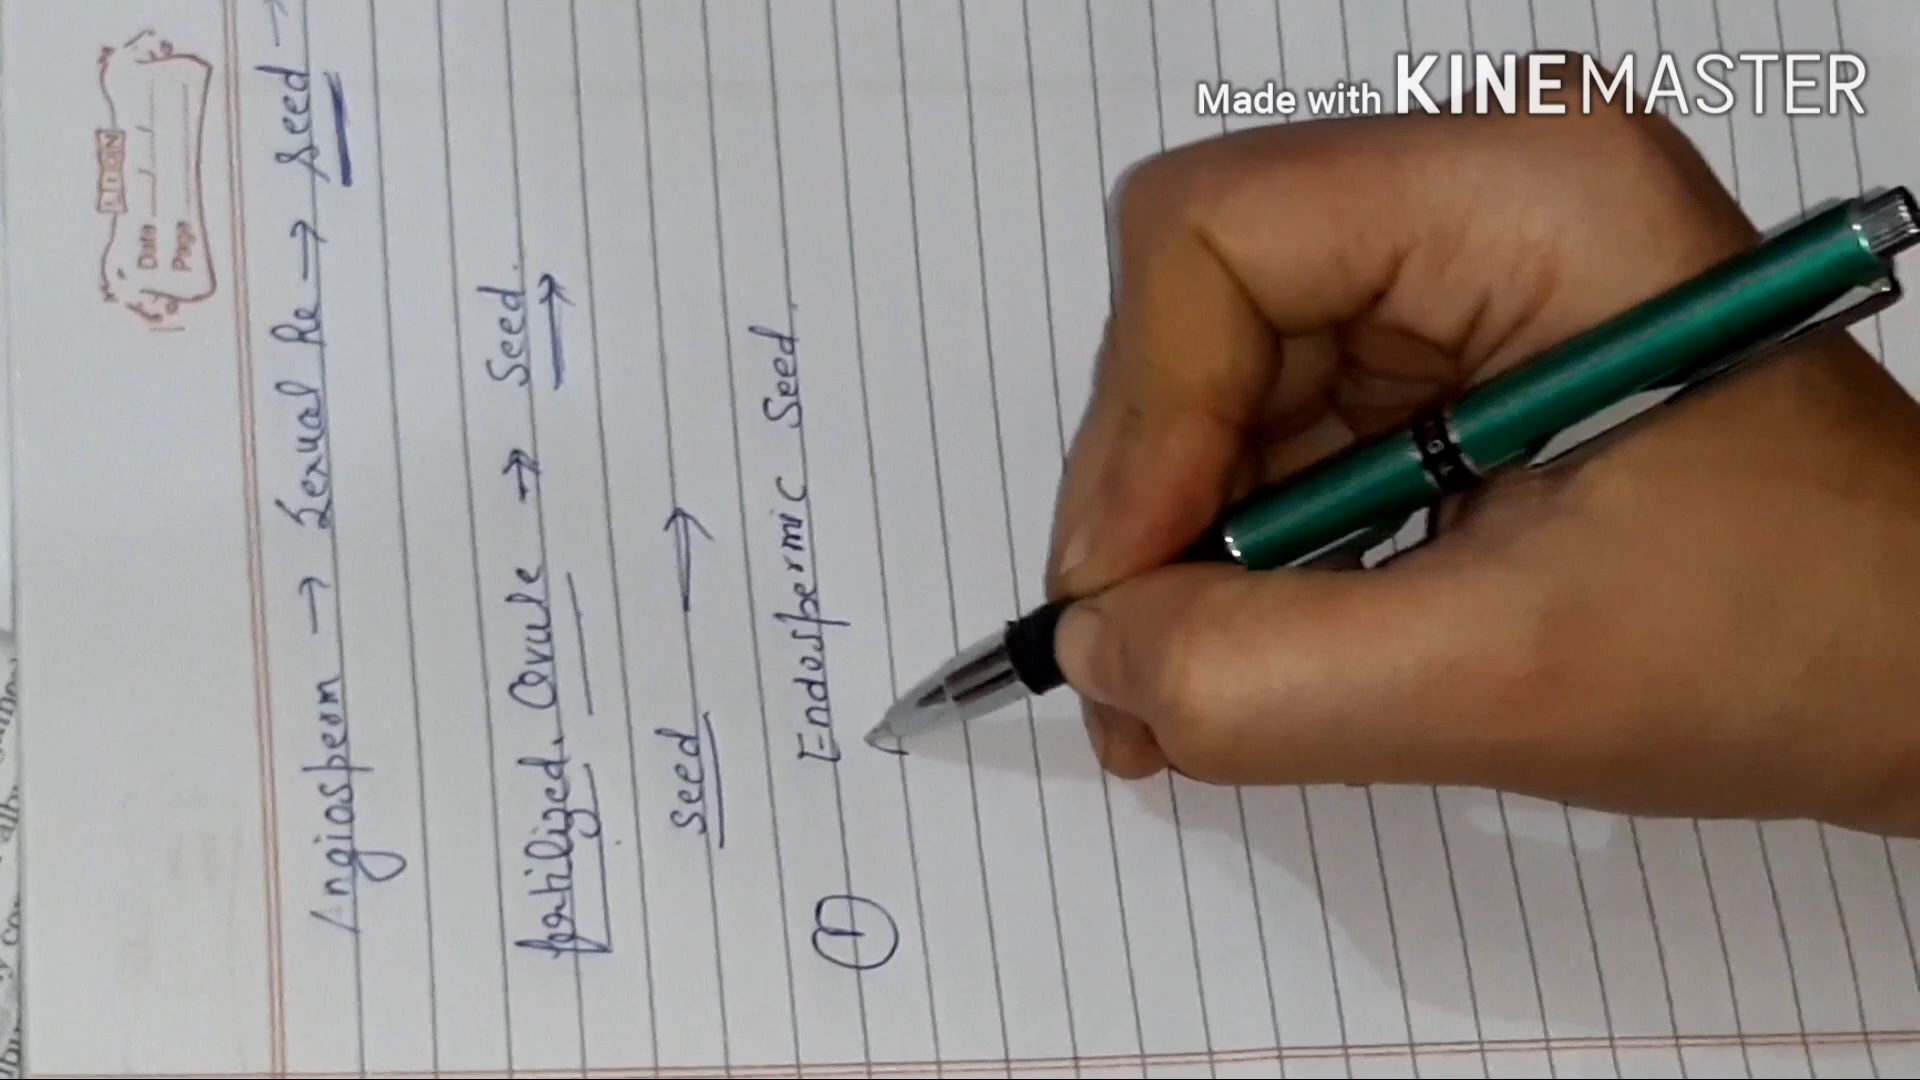 Made with KINEMASTER
Date
Page
Angiosperm → Sexual Re → Seed →
fertilized Ovule → Seed.
→
seed →
① Endospermic Seed.